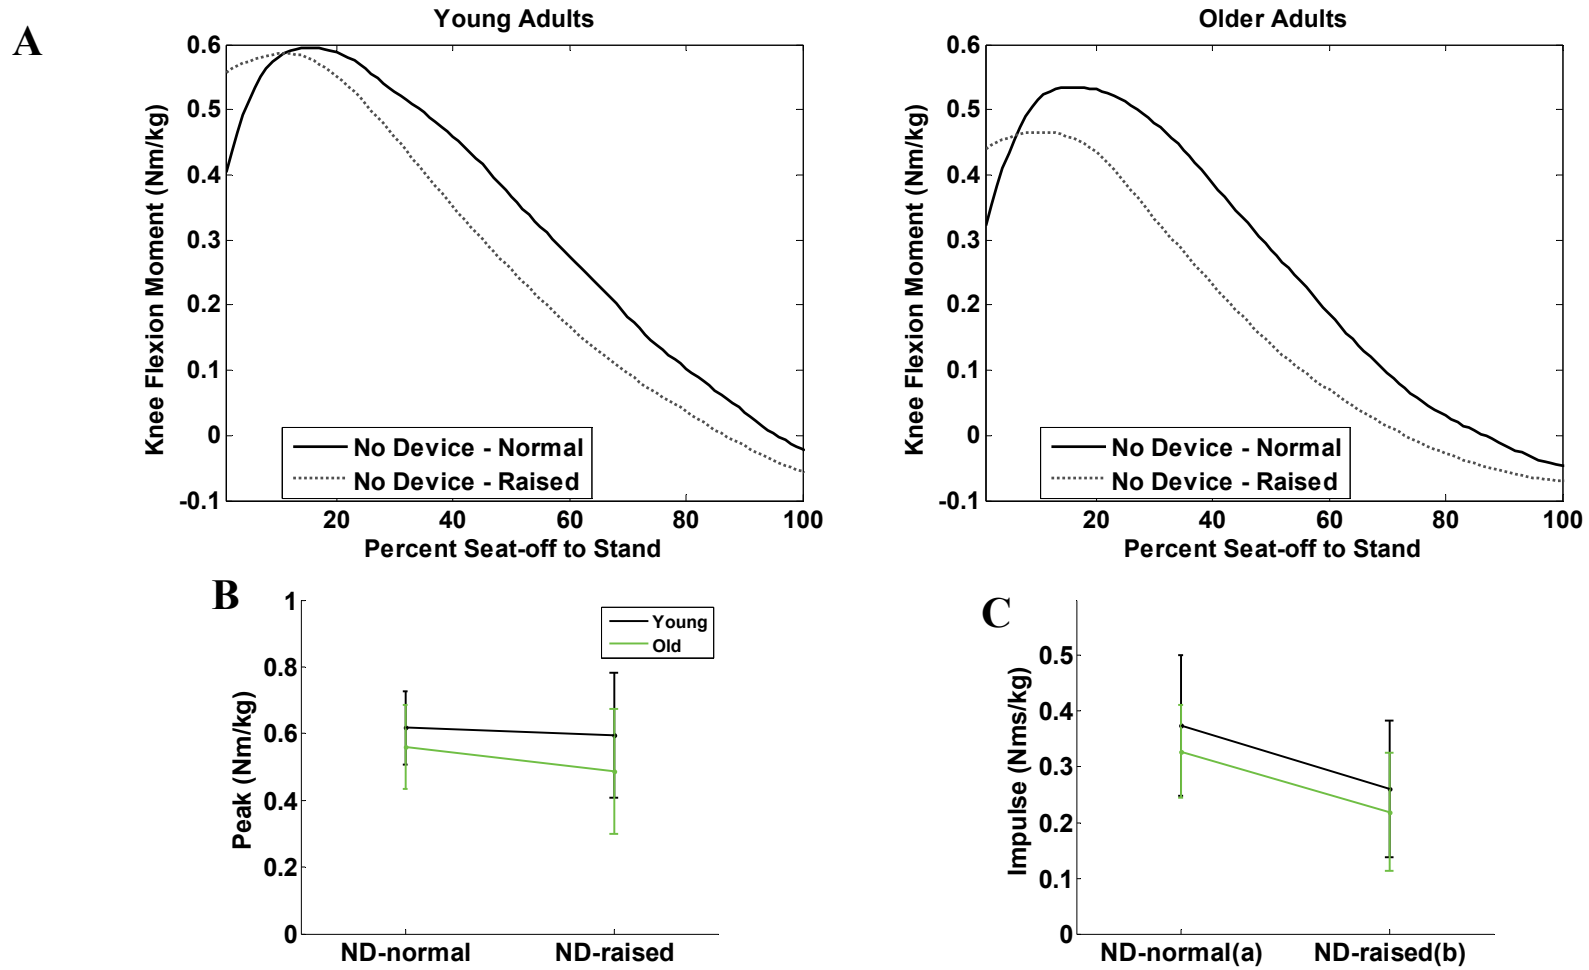 A
Young Adults
Knee Flexion Moment (Nm/kg)
0.6
0.5
0.4
0.3
0.2
0.1
0
-0.1
No Device - Normal
No Device - Raised
20 40 60 80 100
Percent Seat-off to Stand
Older Adults
Knee Flexion Moment (Nm/kg)
0.6
0.5
0.4
0.3
0.2
0.1
0
-0.1
No Device - Normal
No Device - Raised
20 40 60 80 100
Percent Seat-off to Stand
B
Peak (Nm/kg)
1
0.8
0.6
0.4
0.2
0
Young
Old
ND-normal ND-raised
C
Impulse (Nms/kg)
0.5
0.4
0.3
0.2
0.1
0
ND-normal(a) ND-raised(b)